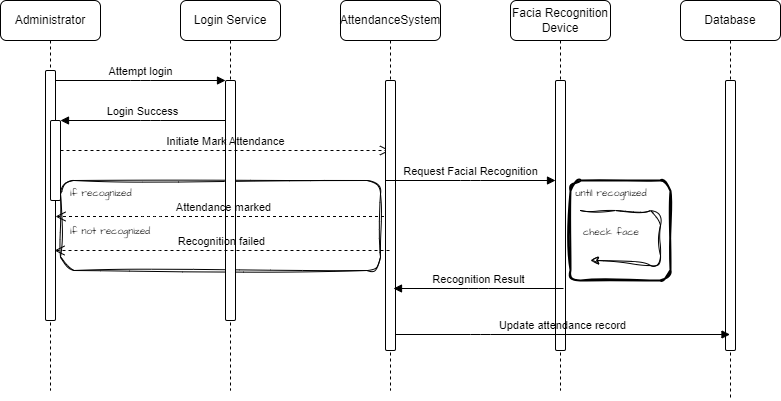 Administrator
Login Service
AttendanceSystem
Facia Recognition
Device
Database
Attempt login
Login Success
Initiate Mark Attendance
Request Facial Recognition
if recognized
until recognized
Attendance marked
if not recognized
check face
Recognition failed
Recognition Result
Update attendance record